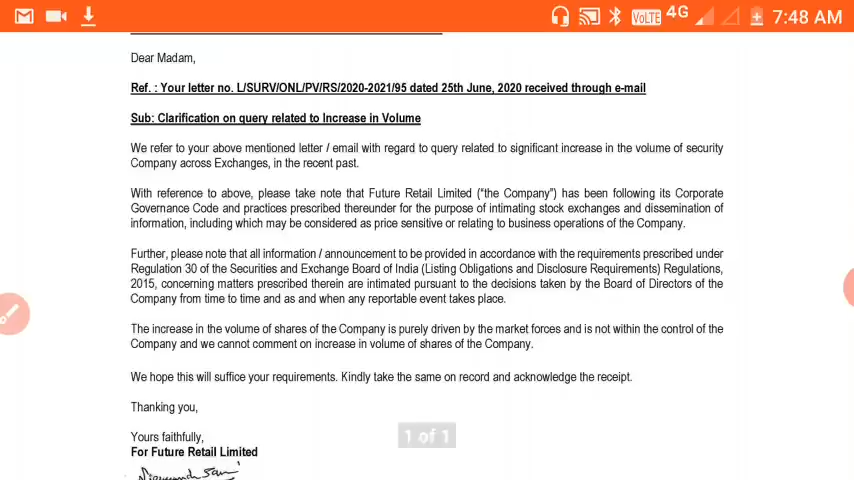 VoLTE 4G 7:48 AM
Dear Madam,
Ref. : Your letter no. L/SURV/ONL/PV/RS/2020-2021/95 dated 25th June, 2020 received through e-mail
Sub: Clarification on query related to Increase in Volume
We refer to your above mentioned letter / email with regard to query related to significant increase in the volume of security
Company across Exchanges, in the recent past.
With reference to above, please take note that Future Retail Limited (“the Company”) has been following its Corporate
Governance Code and practices prescribed thereunder for the purpose of intimating stock exchanges and dissemination of
information, including which may be considered as price sensitive or relating to business operations of the Company.
Further, please note that all information / announcement to be provided in accordance with the requirements prescribed under
Regulation 30 of the Securities and Exchange Board of India (Listing Obligations and Disclosure Requirements) Regulations,
2015, concerning matters prescribed therein are intimated pursuant to the decisions taken by the Board of Directors of the
Company from time to time and as and when any reportable event takes place.
The increase in the volume of shares of the Company is purely driven by the market forces and is not within the control of the
Company and we cannot comment on increase in volume of shares of the Company.
We hope this will suffice your requirements. Kindly take the same on record and acknowledge the receipt.
Thanking you,
Yours faithfully,
1 of 1
For Future Retail Limited